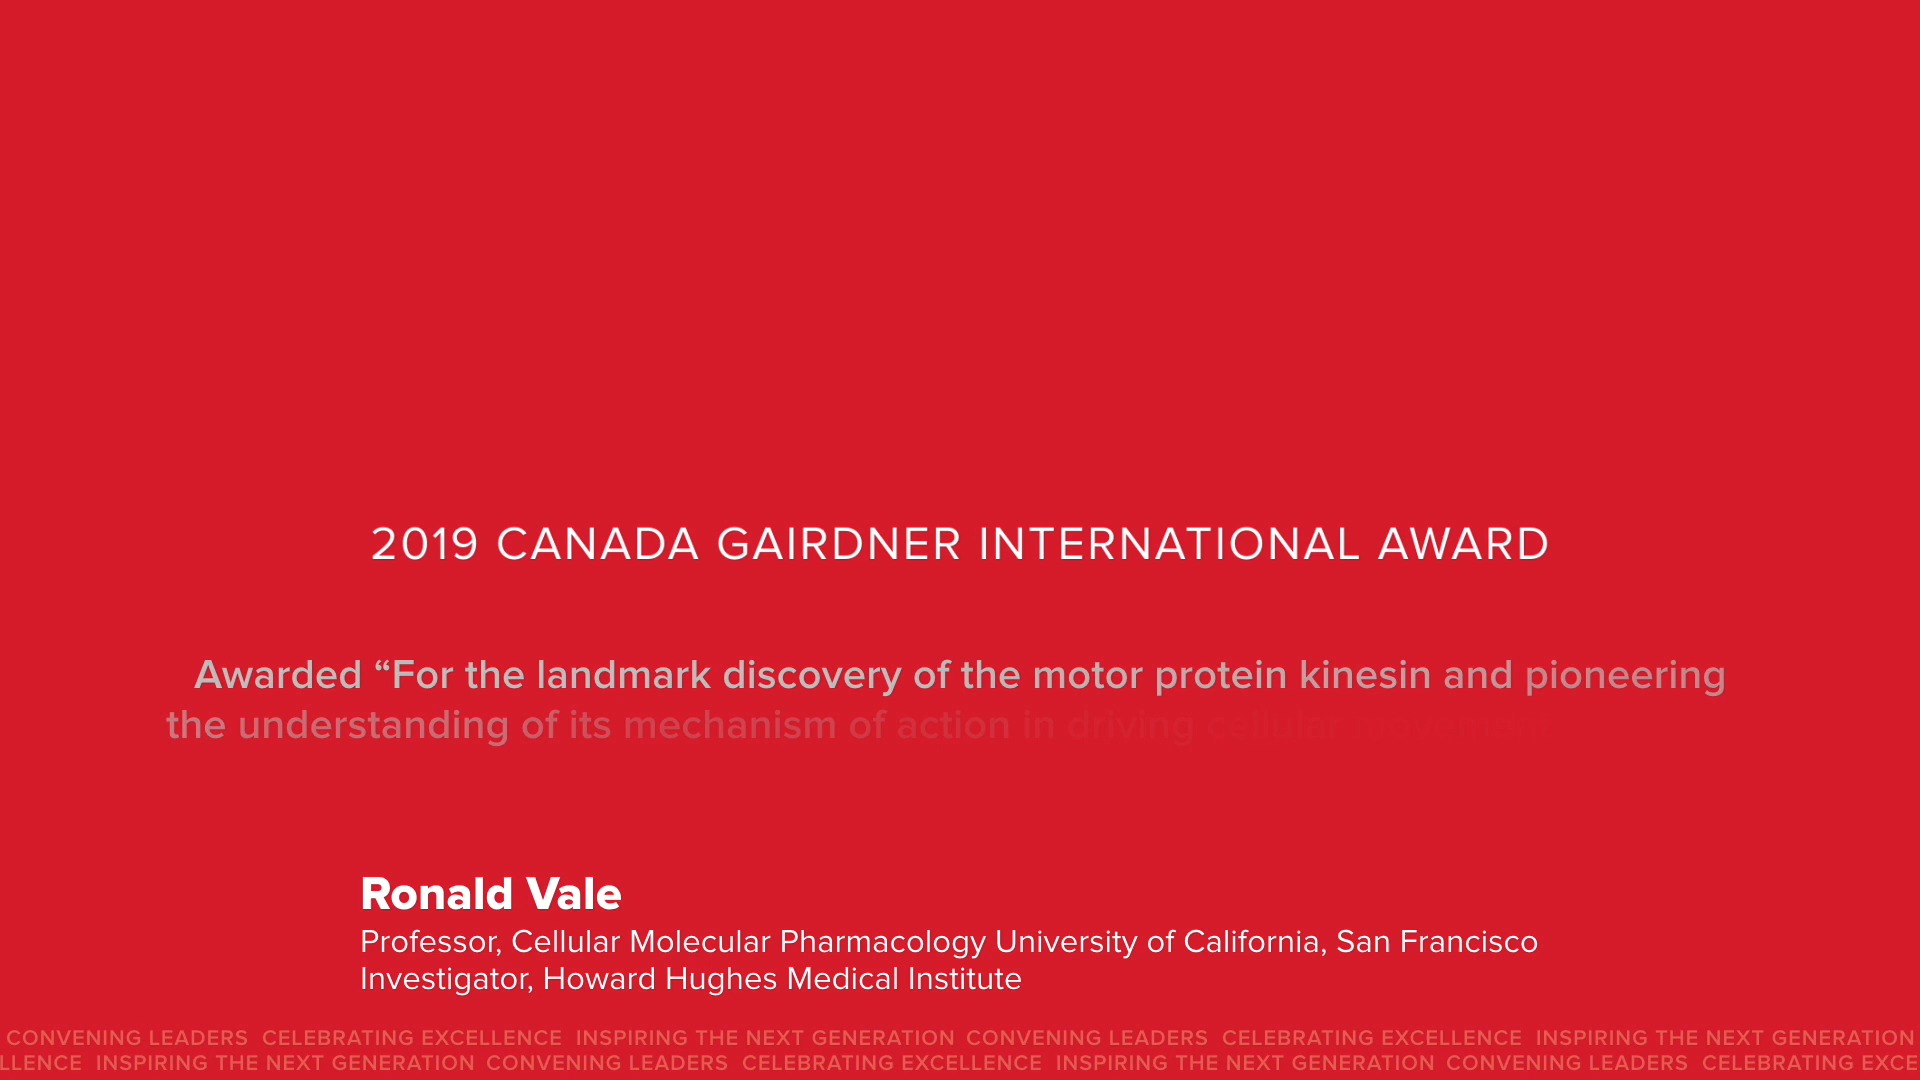 2019 CANADA GAIRDNER INTERNATIONAL AWARD
Awarded “For the landmark discovery of the motor protein kinesin and pioneering
the understanding of its mechanism of action in driving cellular movement
Ronald Vale
Professor, Cellular Molecular Pharmacology University of California, San Francisco
Investigator, Howard Hughes Medical Institute
CONVENING LEADERS CELEBRATING EXCELLENCE INSPIRING THE NEXT GENERATION CONVENING LEADERS CELEBRATING EXCELLENCE INSPIRING THE NEXT GENERATION
LLENCE INSPIRING THE NEXT GENERATION CONVENING LEADERS CELEBRATING EXCELLENCE INSPIRING THE NEXT GENERATION CONVENING LEADERS CELEBRATING EXCE